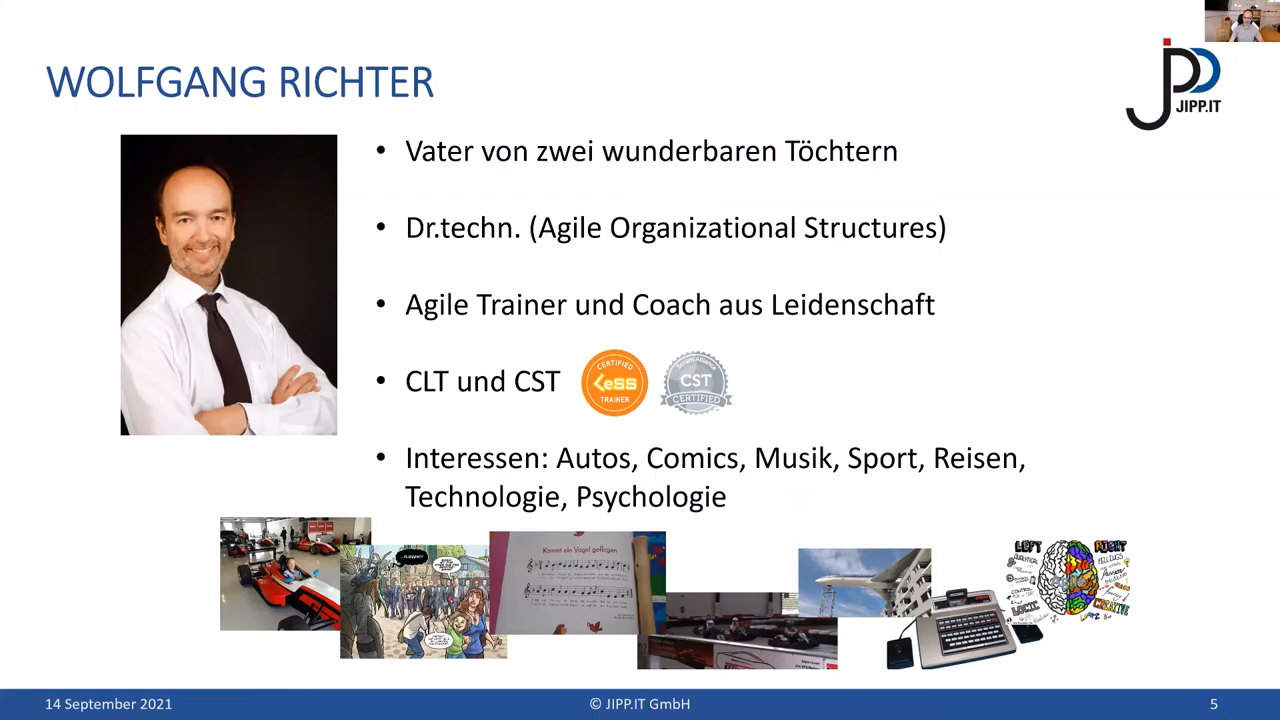 WOLFGANG RICHTER
JIPP.IT
• Vater von zwei wunderbaren Töchtern
• Dr.techn. (Agile Organizational Structures)
• Agile Trainer und Coach aus Leidenschaft
• CLT und CST
CERTIFIED
LeSS
TRAINER
Scrum Alliance
CST
CERTIFIED
• Interessen: Autos, Comics, Musik, Sport, Reisen,
Technologie, Psychologie
Kommt ein Vogel geflogen
LEFT
RIGHT
LOGIC
CREATIVE
14 September 2021
© JIPP.IT GmbH
5